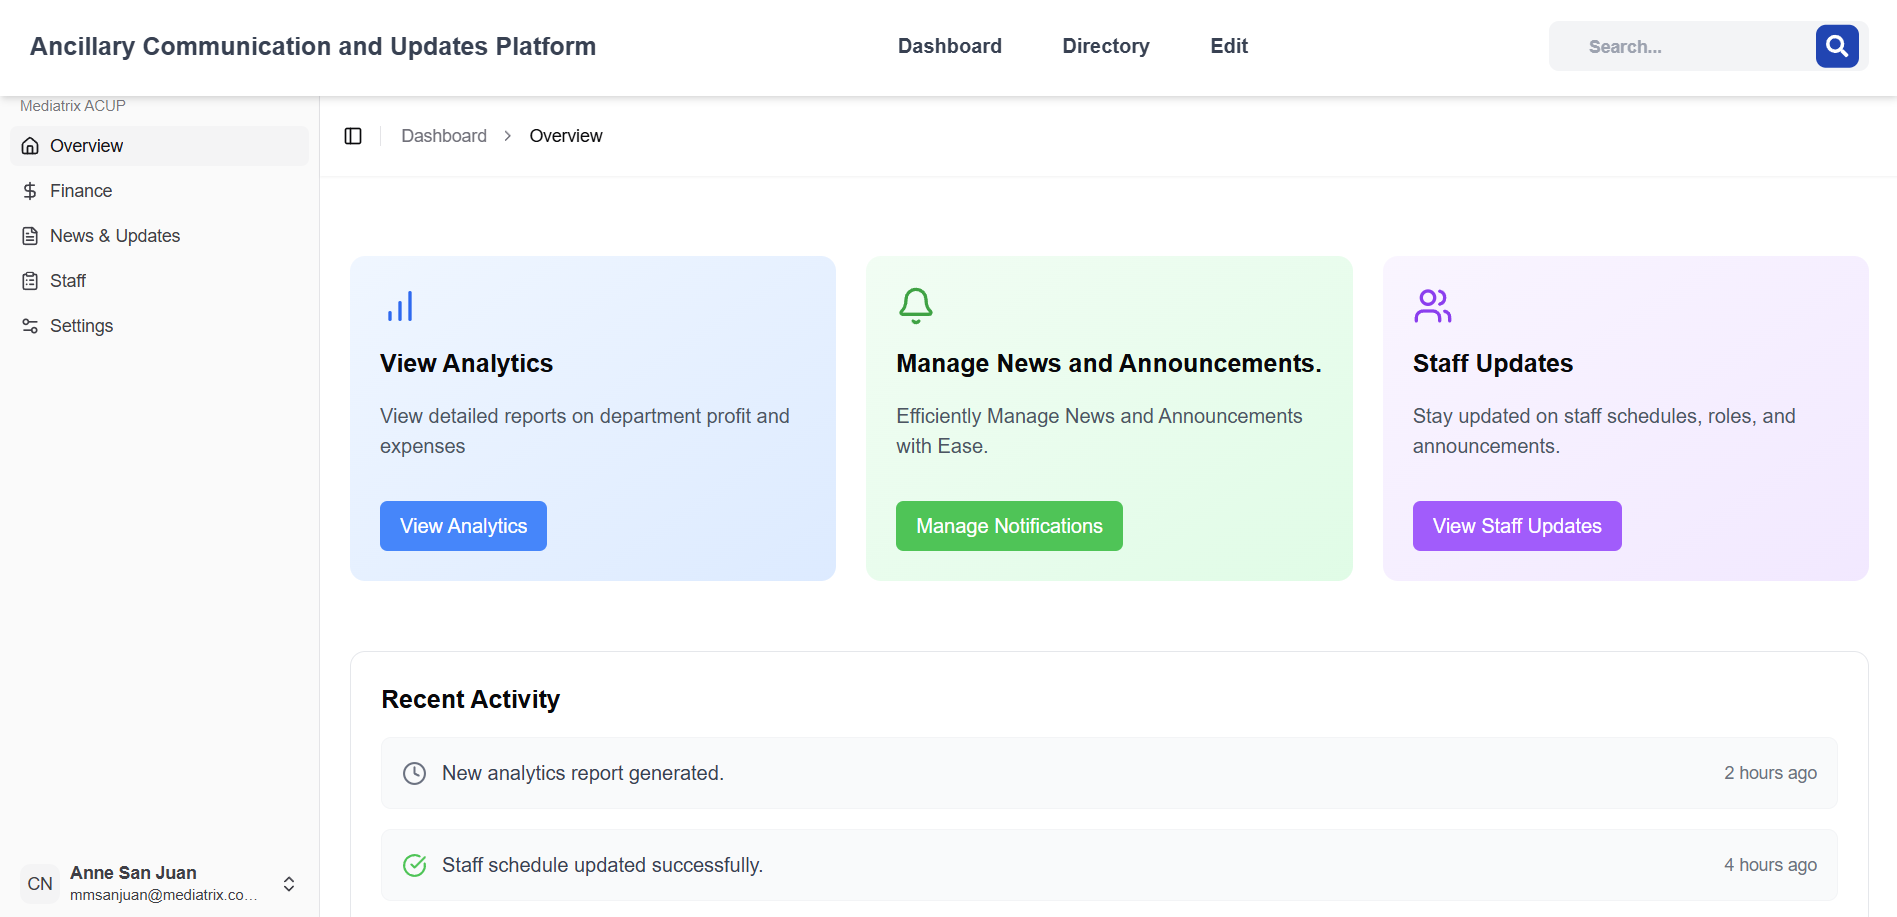 Ancillary Communication and Updates Platform
Dashboard
Directory
Edit
Search...
Mediatrix ACUP
Overview
Finance
News & Updates
Staff
Settings
Dashboard > Overview
View Analytics
View detailed reports on department profit and
expenses
View Analytics
Manage News and Announcements.
Efficiently Manage News and Announcements
with Ease.
Manage Notifications
Staff Updates
Stay updated on staff schedules, roles, and
announcements.
View Staff Updates
Recent Activity
New analytics report generated.
2 hours ago
Staff schedule updated successfully.
4 hours ago
CN
Anne San Juan
mmsanjuan@mediatrix.co...